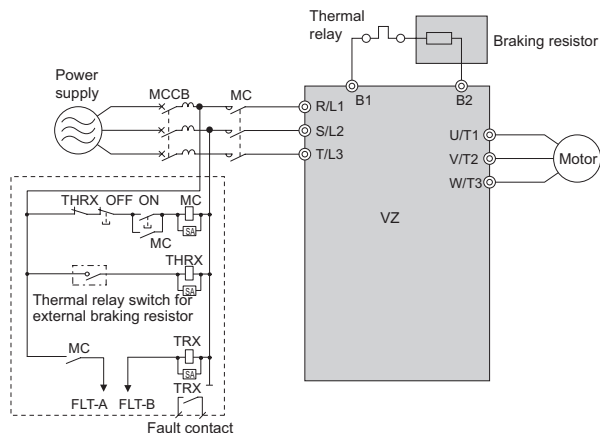 Thermal
relay
Braking resistor
Power
supply
MCCB
MC
B1
B2
R/L1
S/L2
T/L3
U/T1
V/T2
W/T3
Motor
VZ
THRX
OFF
ON
MC
SA
MC
THRX
SA
Thermal relay switch for
external braking resistor
MC
TRX
SA
FLT-A
FLT-B
TRX
Fault contact